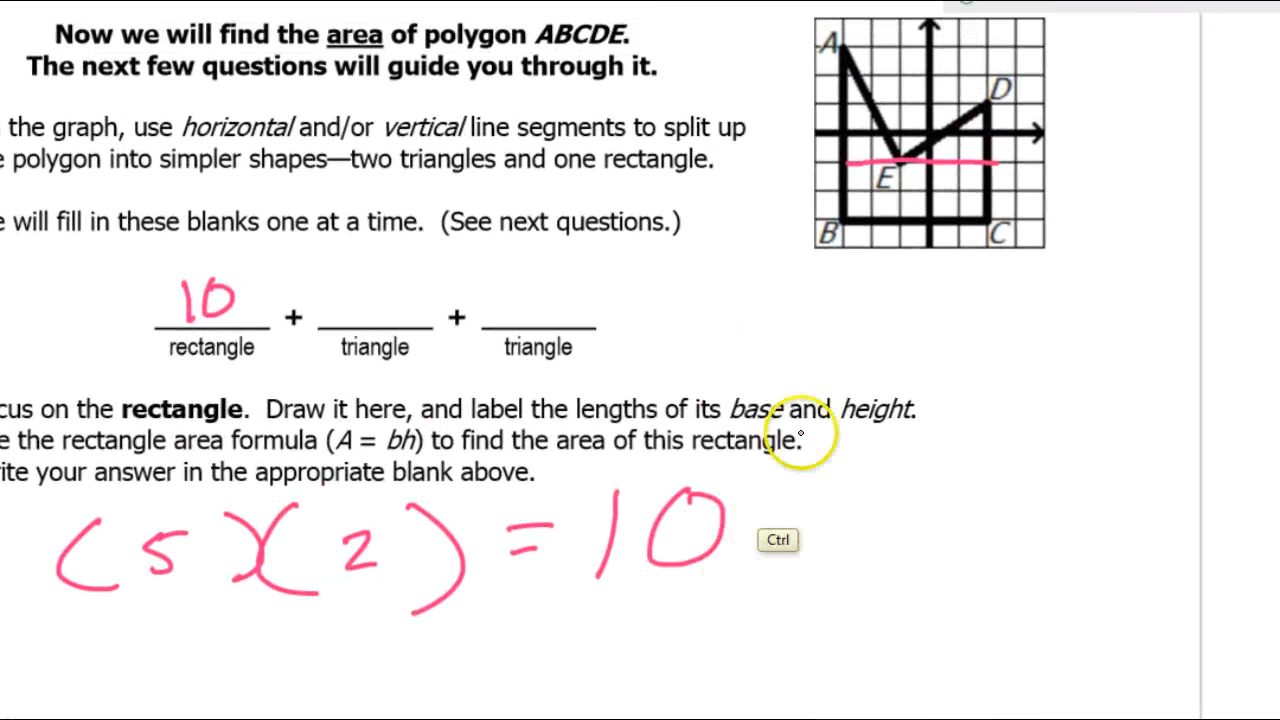 Now we will find the area of polygon ABCDE.
The next few questions will guide you through it.
the graph, use horizontal and/or vertical line segments to split up
polygon into simpler shapes—two triangles and one rectangle.
will fill in these blanks one at a time. (See next questions.)
A
D
E
B
C
10
+
+
rectangle
triangle
triangle
cus on the rectangle. Draw it here, and label the lengths of its base and height.
e the rectangle area formula (A = bh) to find the area of this rectangle.
ite your answer in the appropriate blank above.
(5)(2) = 10
Ctrl